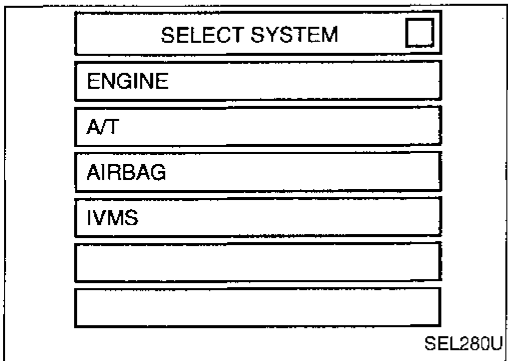 SELECT SYSTEM
ENGINE
A/T
AIRBAG
IVMS
SEL280U